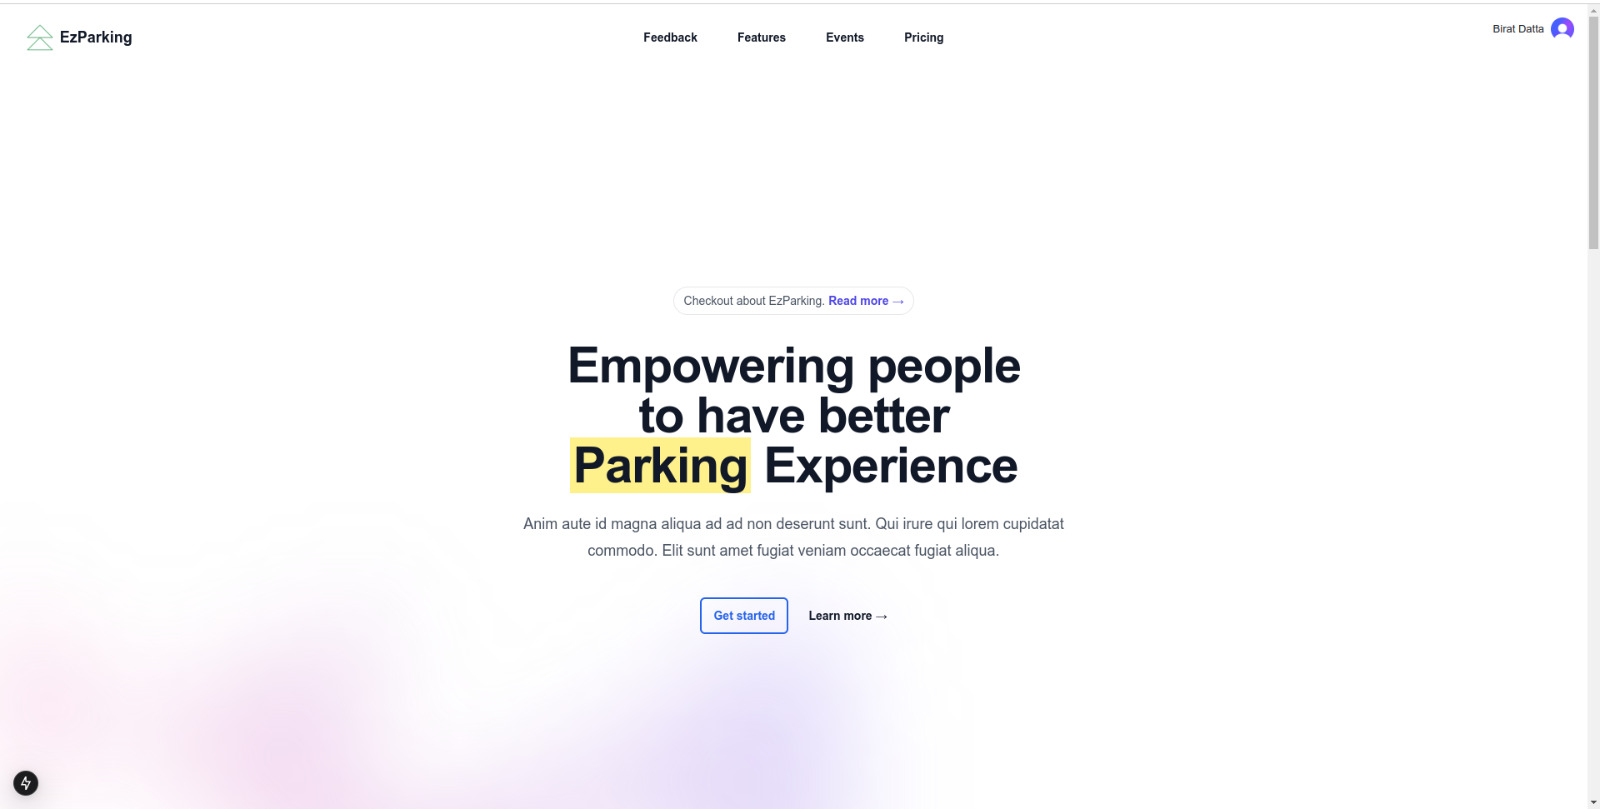 EzParking
Feedback
Features
Events
Pricing
Birat Datta
Checkout about EzParking. Read more →
Empowering people
to have better
Parking Experience
Anim aute id magna aliqua ad ad non deserunt sunt. Qui irure qui lorem cupidatat
commodo. Elit sunt amet fugiat veniam occaecat fugiat aliqua.
Get started
Learn more →